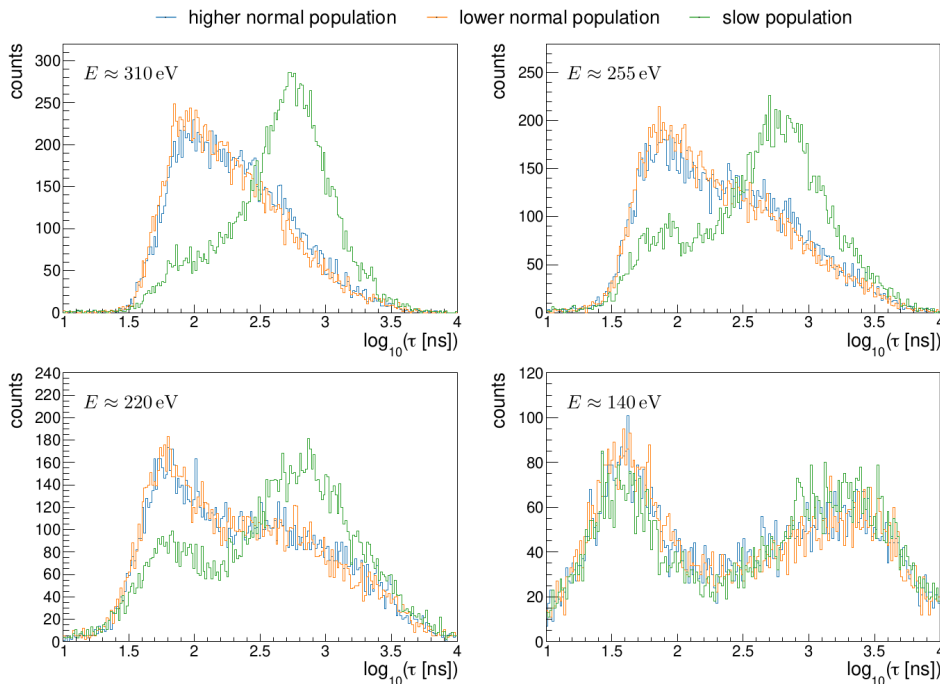 higher normal population lower normal population slow population
counts
E ≈ 310 eV
300
250
200
150
100
50
0
1 1.5 2 2.5 3 3.5 4
log10(τ [ns])
counts
E ≈ 255 eV
250
200
150
100
50
0
1 1.5 2 2.5 3 3.5 4
log10(τ [ns])
counts
E ≈ 220 eV
240
220
200
180
160
140
120
100
80
60
40
20
0
1 1.5 2 2.5 3 3.5 4
log10(τ [ns])
counts
E ≈ 140 eV
120
100
80
60
40
20
0
1 1.5 2 2.5 3 3.5 4
log10(τ [ns])